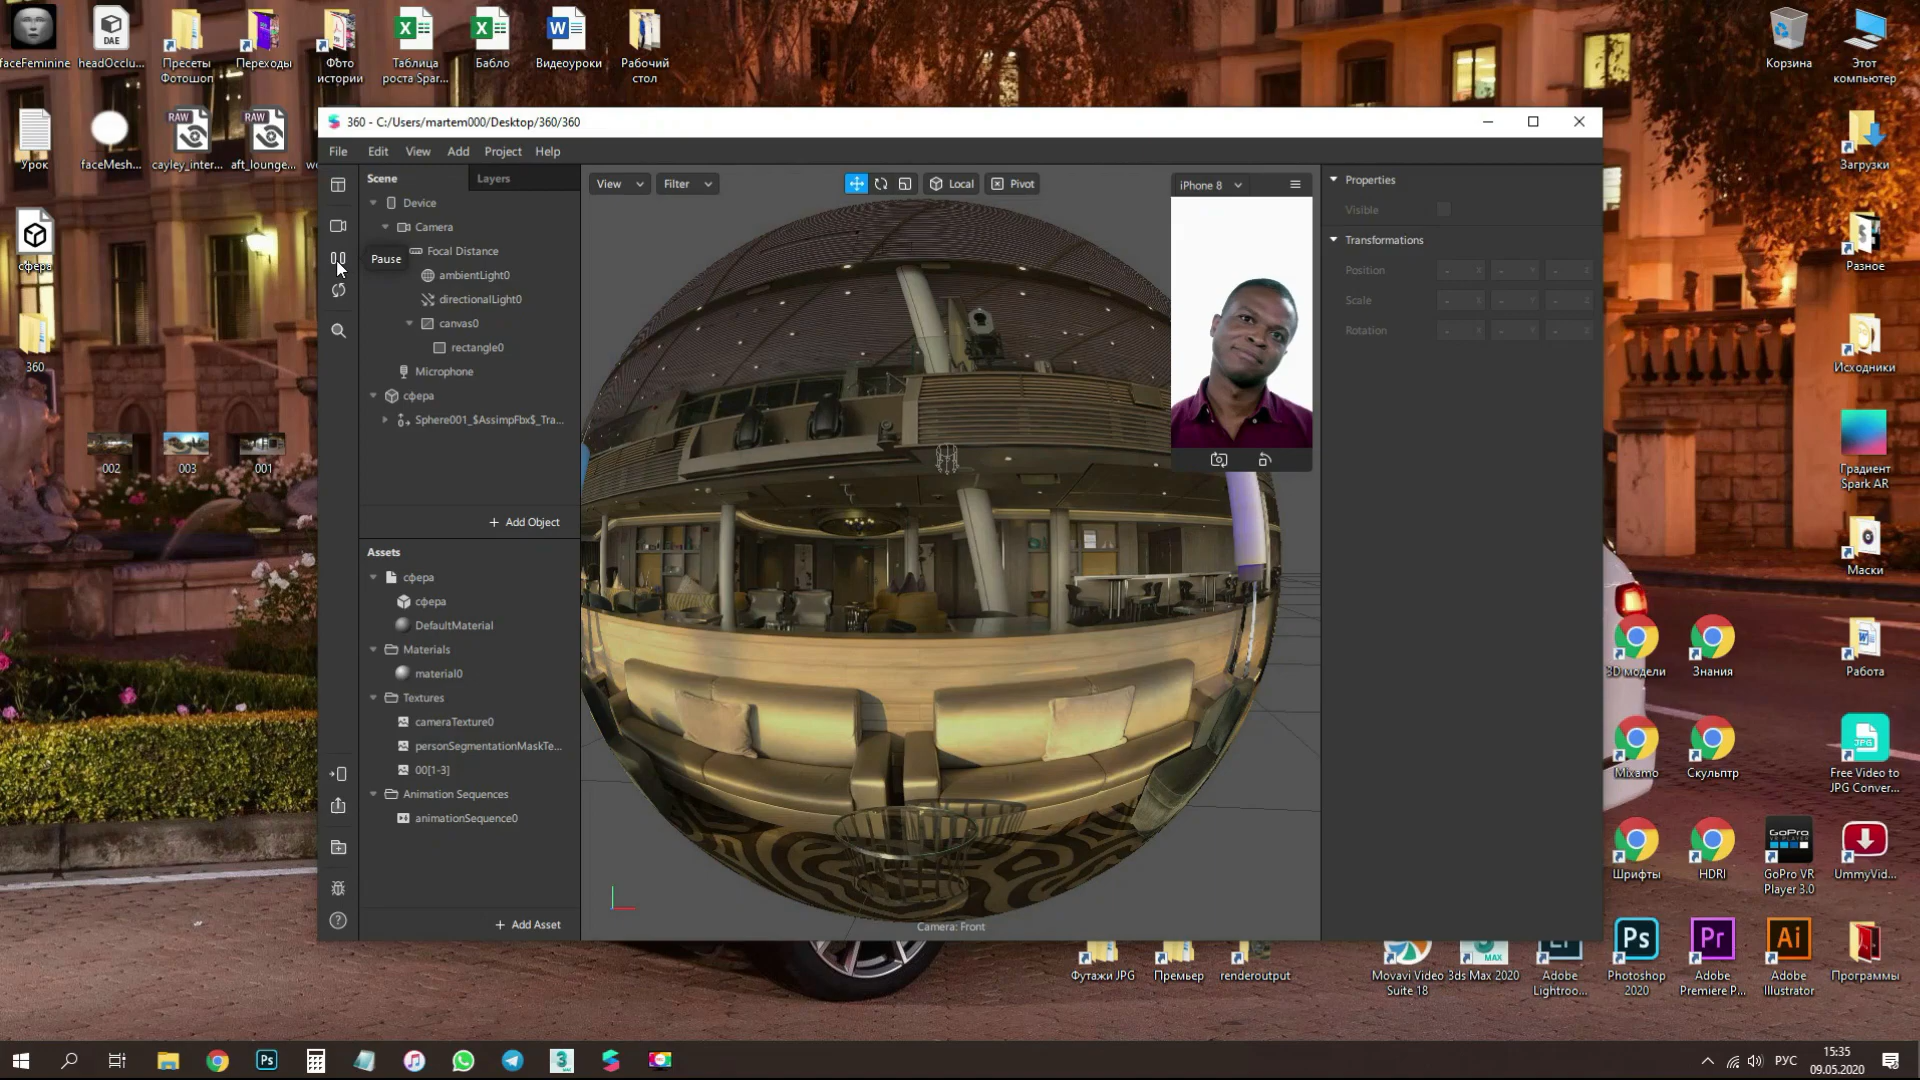 faceFeminine
headOcclu...
Пресеты
Фотошоп
Переходы
Фото
истории
Таблица
роста Spar...
Бабло
Видеоуроки
Рабочий
стол
Корзина
Этот
компьютер
DAE
Урок
faceMesh...
RAW
cayley_inter...
RAW
aft_lounge...
Загрузки
сфера
Разное
360
Исходники
002
003
001
Градиент
Spark AR
Маски
3D модели
Знания
Работа
Mixamo
Скульптр
Free Video to
JPG Conver...
Шрифты
HDRI
GoPro VR
Player 3.0
UmmyVid...
Футажи JPG
Премьер
renderoutput
Movavi Video
Suite 18
3ds Max 2020
Adobe
Lightroo...
Photoshop
2020
Adobe
Premiere P...
Adobe
Illustrator
Программы
360 - C:/Users/martem000/Desktop/360/360
File Edit View Add Project Help
Scene Layers
Device
Camera
Focal Distance
ambientLight0
directionalLight0
canvas0
rectangle0
Microphone
сфера
Sphere001_$AssimpFbx$_Tra...
+ Add Object
Pause
Assets
сфера
сфера
DefaultMaterial
Materials
material0
Textures
cameraTexture0
personSegmentationMaskTe...
00[1-3]
Animation Sequences
animationSequence0
+ Add Asset
View Filter Local Pivot
iPhone 8
Camera: Front
Properties
Visible
Transformations
Position - X - Y - Z
Scale - X - Y - Z
Rotation - X - Y - Z
РУС
15:35
09.05.2020